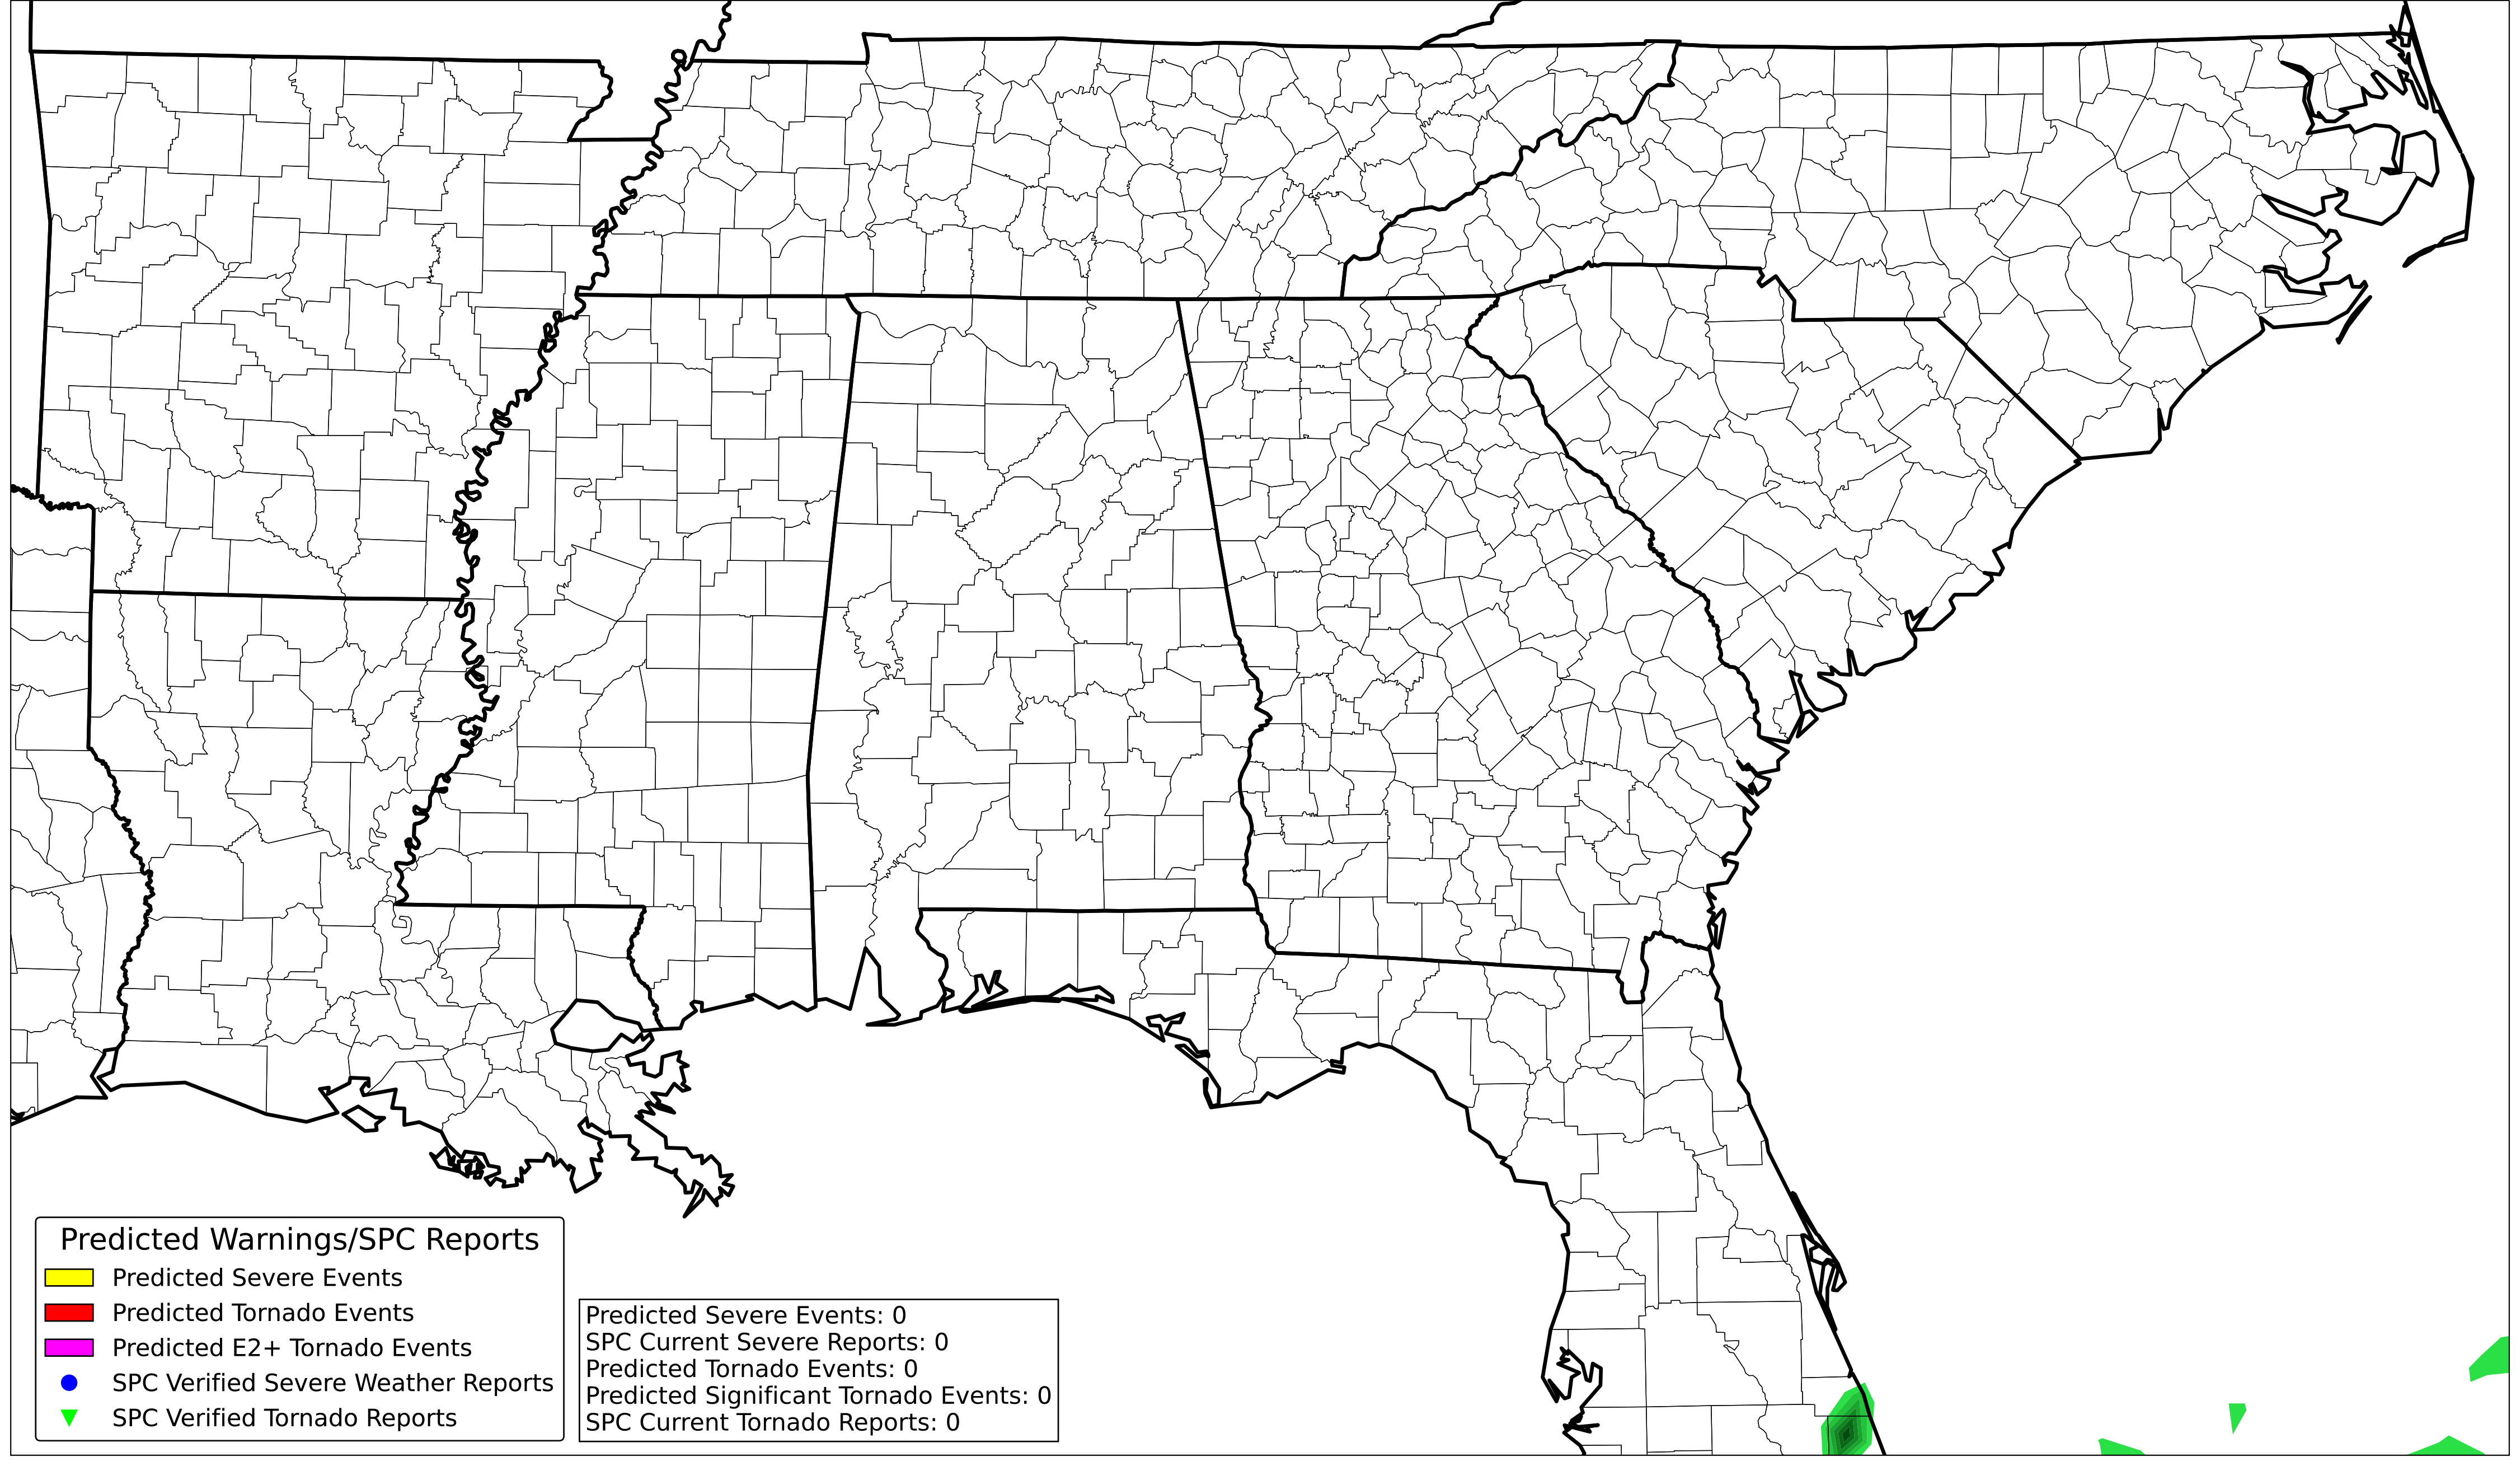 Predicted Warnings/SPC Reports
Predicted Severe Events
Predicted Tornado Events
Predicted E2+ Tornado Events
SPC Verified Severe Weather Reports
SPC Verified Tornado Reports
Predicted Severe Events: 0
SPC Current Severe Reports: 0
Predicted Tornado Events: 0
Predicted Significant Tornado Events: 0
SPC Current Tornado Reports: 0